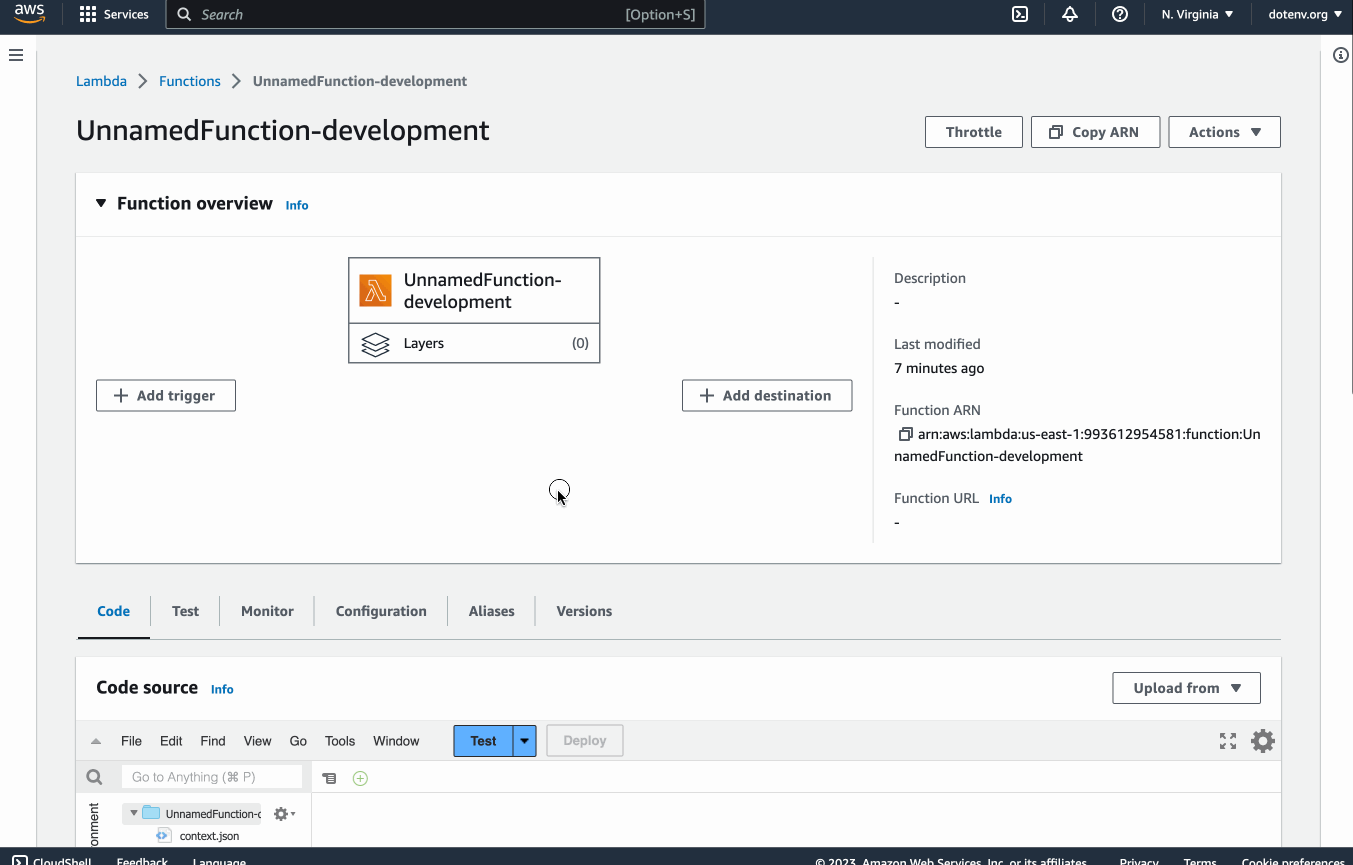 aws Services Search [Option+S] N. Virginia dotenv.org
Lambda Functions UnnamedFunction-development
UnnamedFunction-development
Throttle Copy ARN Actions
Function overview Info
UnnamedFunction-
development
Layers (0)
Add trigger
Add destination
Description
-
Last modified
7 minutes ago
Function ARN
arn:aws:lambda:us-east-1:993612954581:function:Un
namedFunction-development
Function URL Info
-
Code Test Monitor Configuration Aliases Versions
Code source Info Upload from
File Edit Find View Go Tools Window Test Deploy
Go to Anything (⌘ P)
UnnamedFunction-
context.json
CloudShell Feedback Language © 2023, Amazon Web Services, Inc. or its affiliates. Privacy Terms Cookie preferences